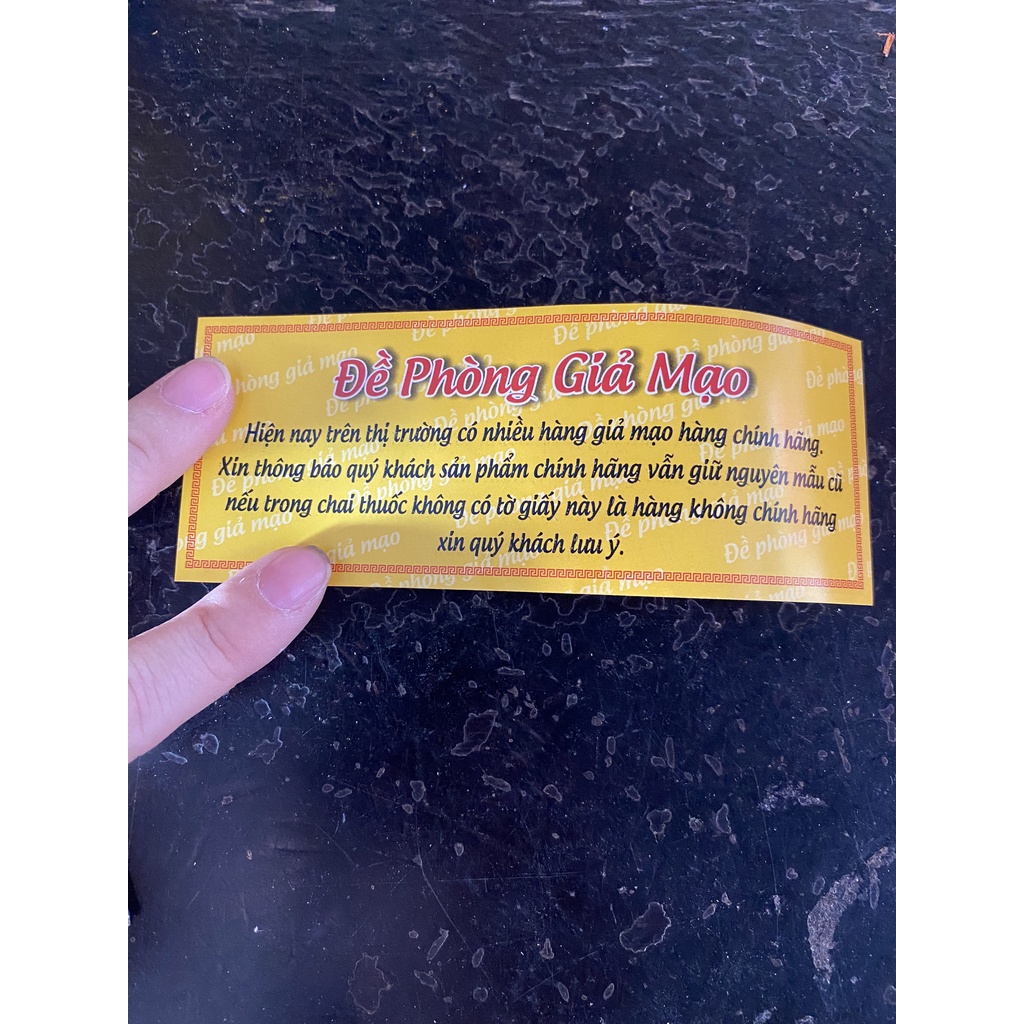 Đề Phòng Giả Mạo
Hiện nay trên thị trường có nhiều hàng giả mạo hàng chính hãng.
Xin thông báo quý khách sản phẩm chính hãng vẫn giữ nguyên mẫu cũ
nếu trong chai thuốc không có tờ giấy này là hàng không chính hãng
xin quý khách lưu ý.